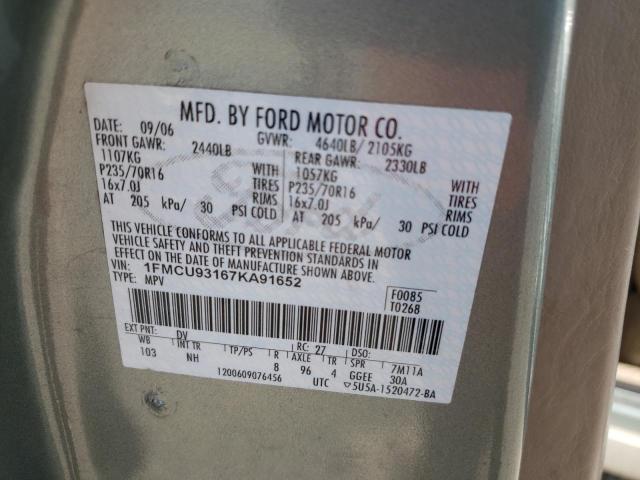 MFD. BY FORD MOTOR CO.
DATE: 09/06 GVWR: 4640LB/ 2105KG
FRONT GAWR: 2440LB REAR GAWR: 2330LB
1107KG WITH 1057KG WITH
P235/70R16 TIRES P235/70R16 TIRES
16x7.0J RIMS 16x7.0J RIMS
AT 205 kPa/ 30 PSI COLD AT 205 kPa/ 30 PSI COLD
THIS VEHICLE CONFORMS TO ALL APPLICABLE FEDERAL MOTOR
VEHICLE SAFETY AND THEFT PREVENTION STANDARDS IN
EFFECT ON THE DATE OF MANUFACTURE SHOWN ABOVE.
VIN: 1FMCU93167KA91652
TYPE: MPV
F0085
T0268
EXT PNT: DV RC: 27 DSO:
WB INT TR TP/PS R AXLE TR SPR 7M11A
103 NH 8 96 4 GGEE 30A
1200609076456 UTC ▽5U5A-1520472-BA